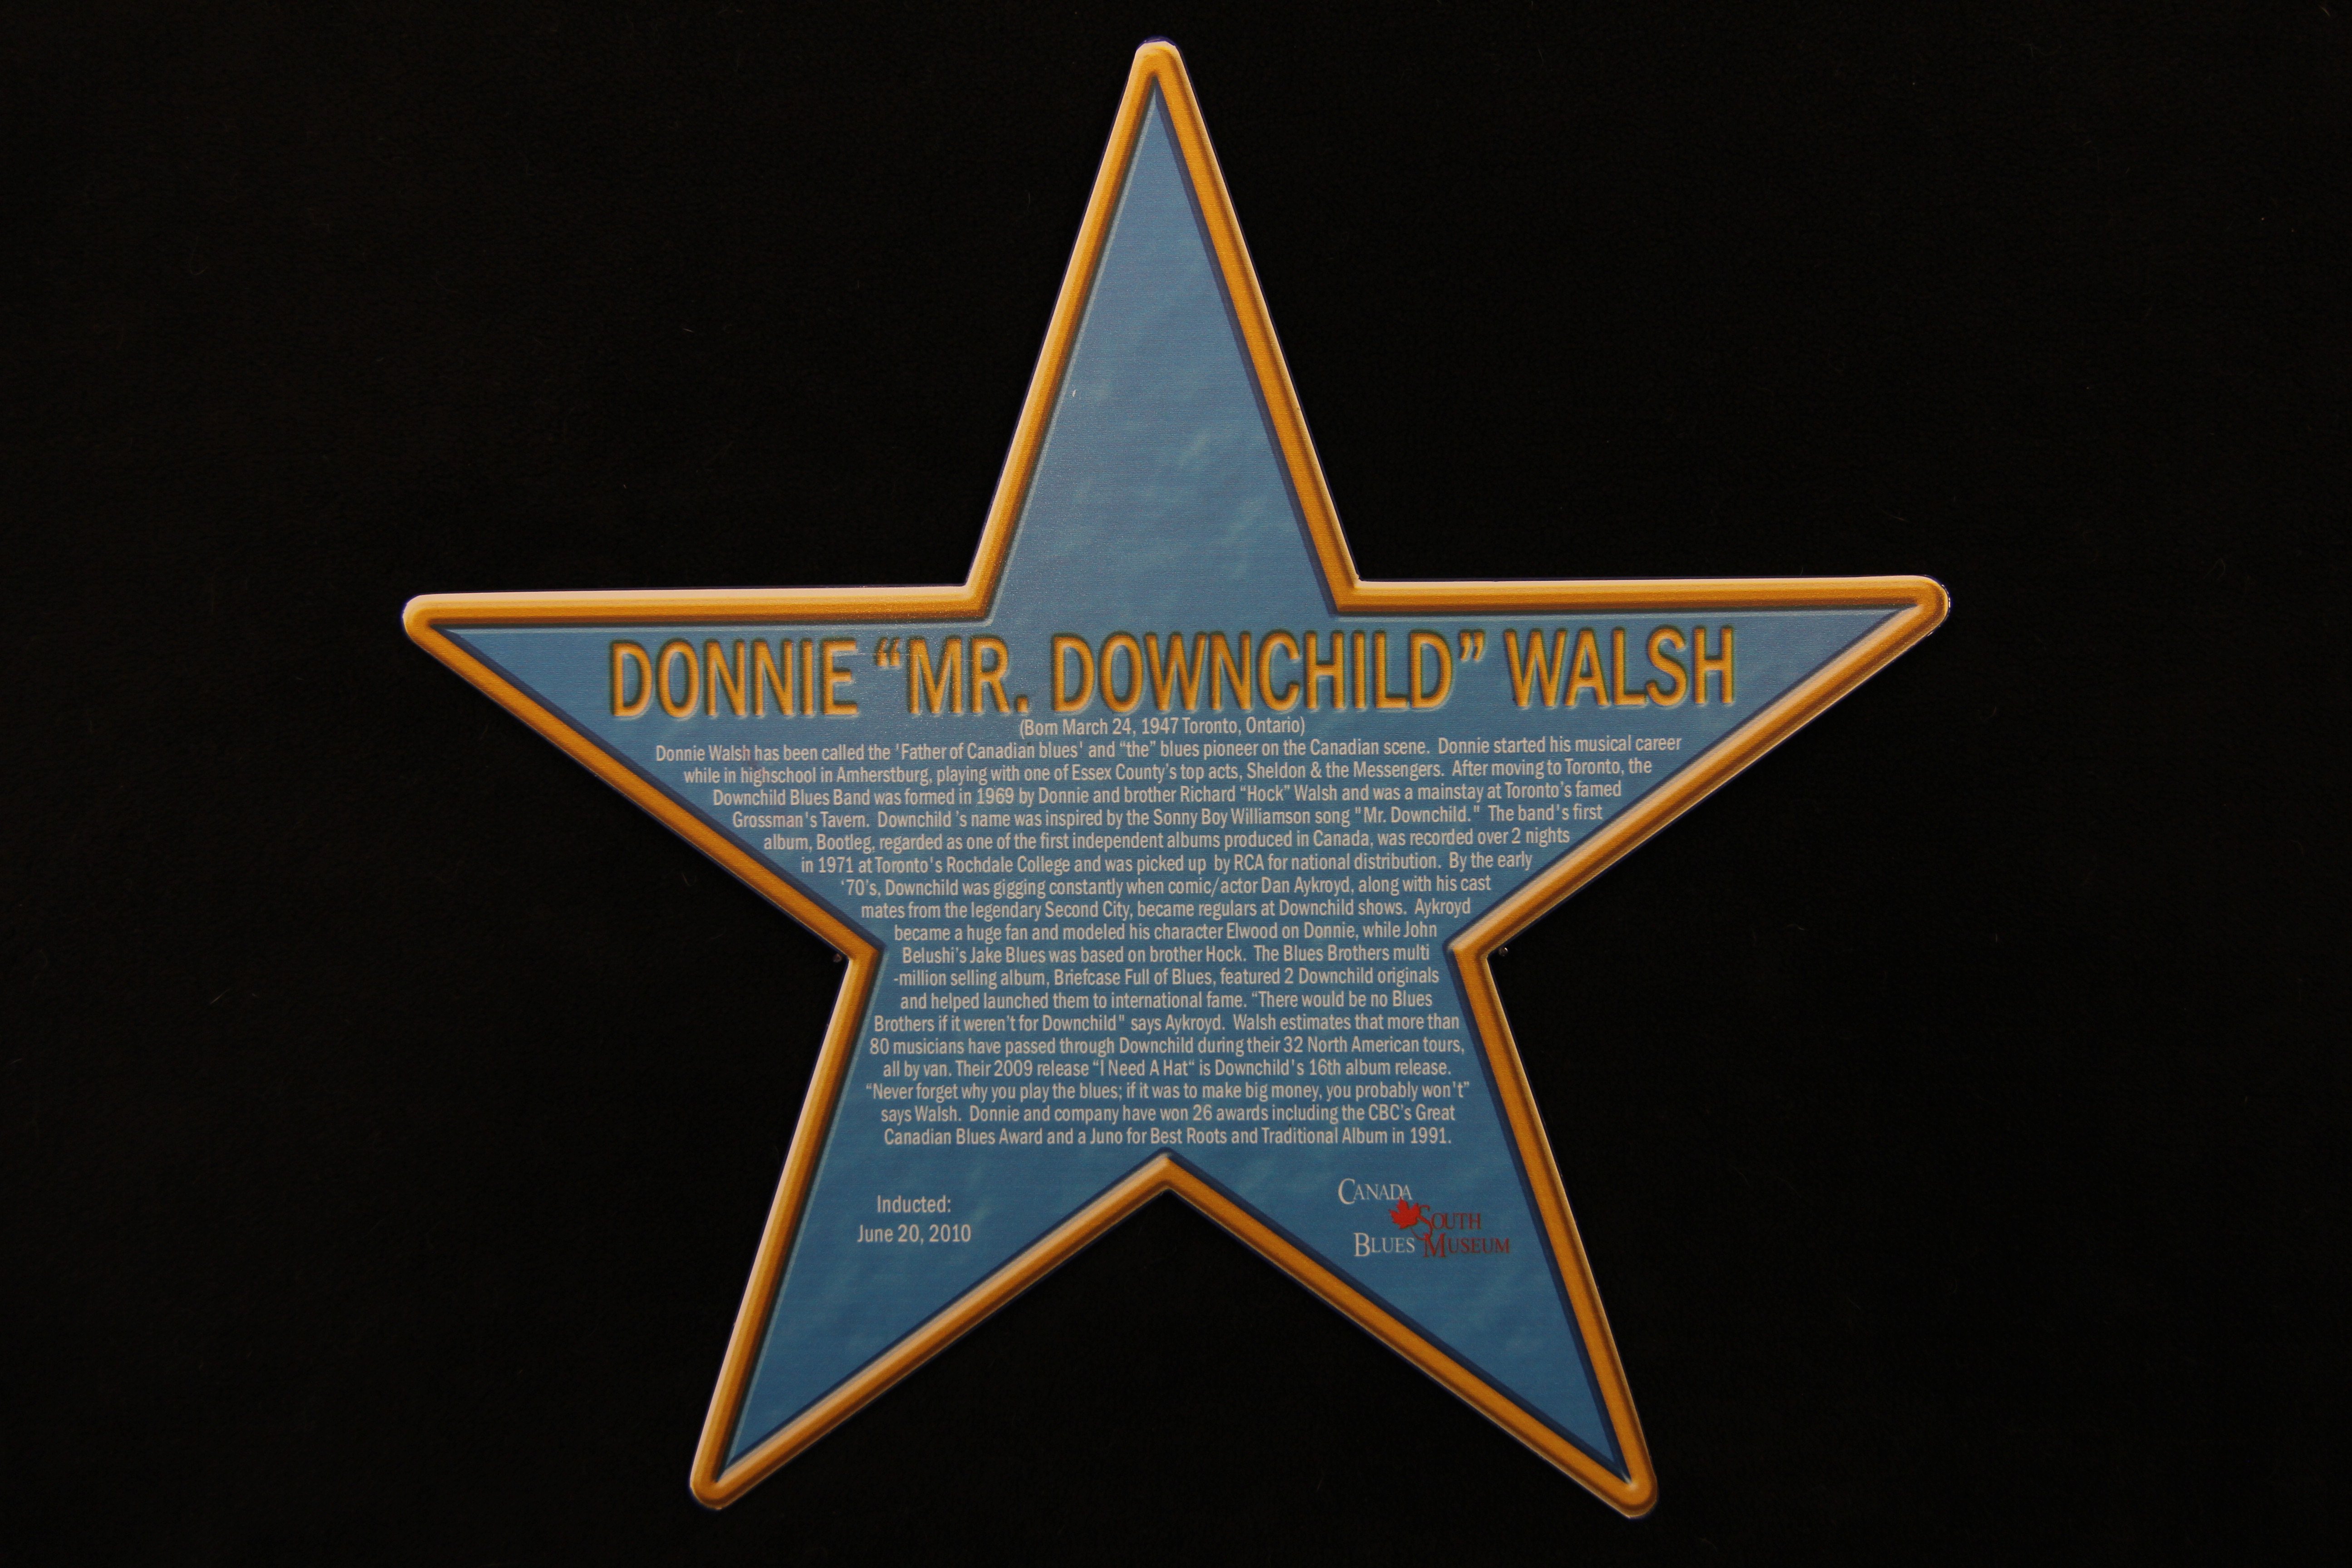 DONNIE “MR. DOWNCHILD” WALSH
(Born March 24, 1947 Toronto, Ontario)
Donnie Walsh has been called the 'Father of Canadian blues' and “the” blues pioneer on the Canadian scene. Donnie started his musical career
while in highschool in Amherstburg, playing with one of Essex County's top acts, Sheldon & the Messengers. After moving to Toronto, the
Downchild Blues Band was formed in 1969 by Donnie and brother Richard “Hock” Walsh and was a mainstay at Toronto's famed
Grossman's Tavern. Downchild 's name was inspired by the Sonny Boy Williamson song "Mr. Downchild." The band's first
album, Bootleg, regarded as one of the first independent albums produced in Canada, was recorded over 2 nights
in 1971 at Toronto's Rochdale College and was picked up by RCA for national distribution. By the early
‘70’s, Downchild was gigging constantly when comic/actor Dan Aykroyd, along with his cast
mates from the legendary Second City, became regulars at Downchild shows. Aykroyd
became a huge fan and modeled his character Elwood on Donnie, while John
Belushi’s Jake Blues was based on brother Hock. The Blues Brothers multi
-million selling album, Briefcase Full of Blues, featured 2 Downchild originals
and helped launched them to international fame. “There would be no Blues
Brothers if it weren’t for Downchild" says Aykroyd. Walsh estimates that more than
80 musicians have passed through Downchild during their 32 North American tours,
all by van. Their 2009 release “I Need A Hat“ is Downchild's 16th album release.
“Never forget why you play the blues; if it was to make big money, you probably won't”
says Walsh. Donnie and company have won 26 awards including the CBC’s Great
Canadian Blues Award and a Juno for Best Roots and Traditional Album in 1991.
Inducted:
June 20, 2010
CANADA
SOUTH
BLUES MUSEUM